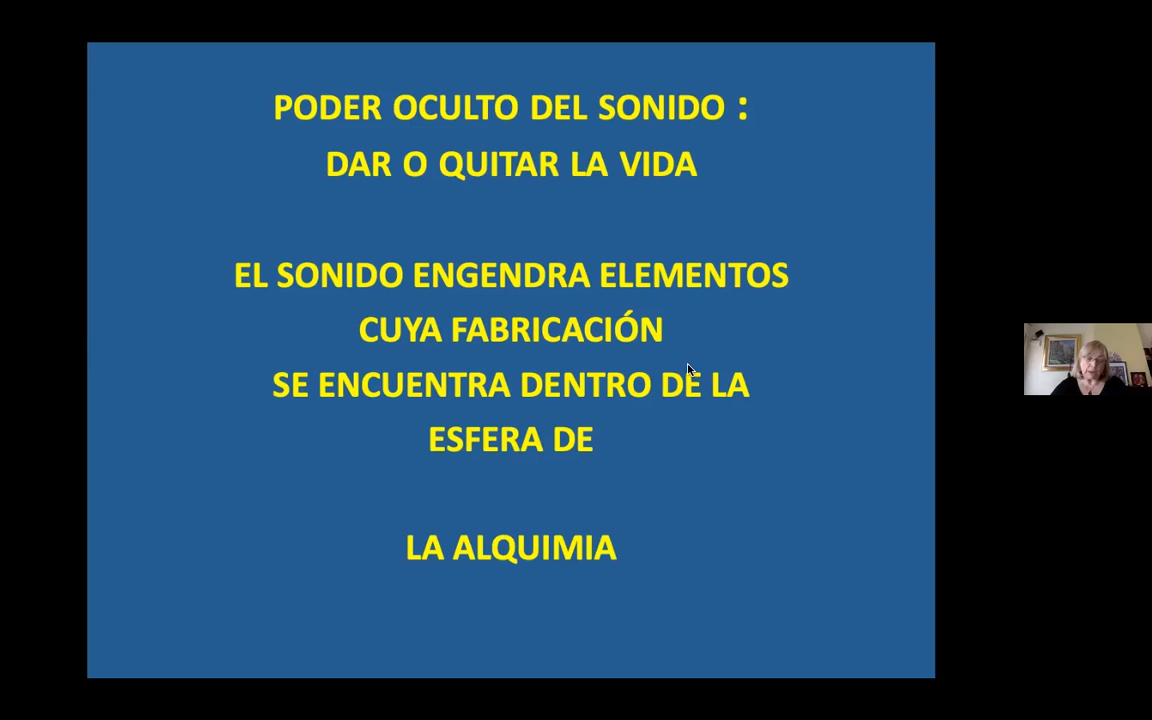 PODER OCULTO DEL SONIDO :
DAR O QUITAR LA VIDA
EL SONIDO ENGENDRA ELEMENTOS
CUYA FABRICACIÓN
SE ENCUENTRA DENTRO DE LA
ESFERA DE
LA ALQUIMIA